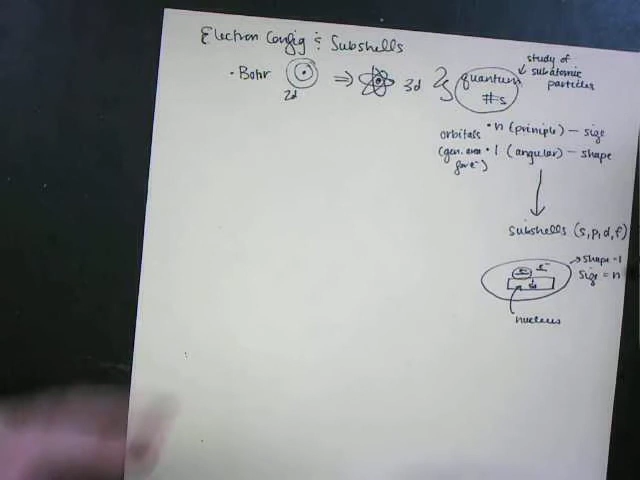 Electron Config & Subshells
• Bohr ⇒ 3d
2d
quantum
#s
study of
subatomic
particles
orbitals • n (principle) – size
(gen. area • l (angular) – shape
for e⁻)
subshells (s, p, d, f)
e⁻
→ shape = l
size = n
nucleus